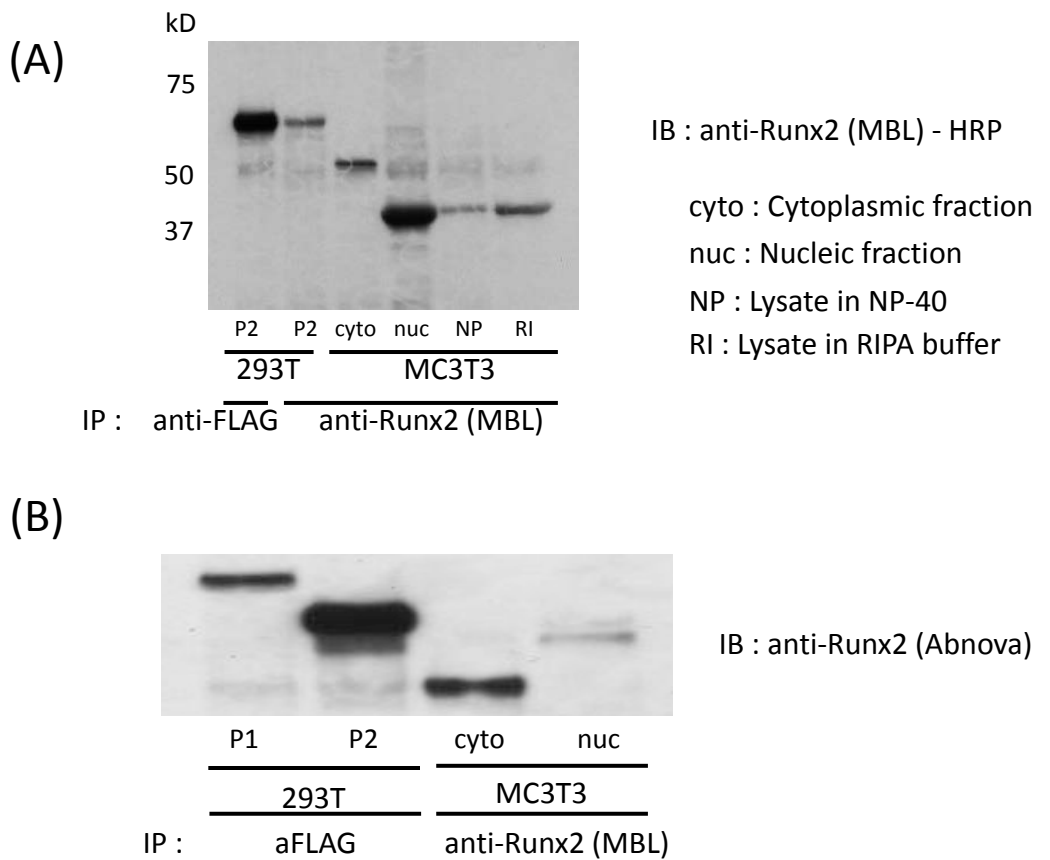 (A)
kD
75
50
37
P2 P2 cyto nuc NP RI
293T MC3T3
IP : anti-FLAG anti-Runx2 (MBL)
IB : anti-Runx2 (MBL) - HRP
cyto : Cytoplasmic fraction
nuc : Nucleic fraction
NP : Lysate in NP-40
RI : Lysate in RIPA buffer
(B)
IB : anti-Runx2 (Abnova)
P1 P2 cyto nuc
293T MC3T3
IP : aFLAG anti-Runx2 (MBL)